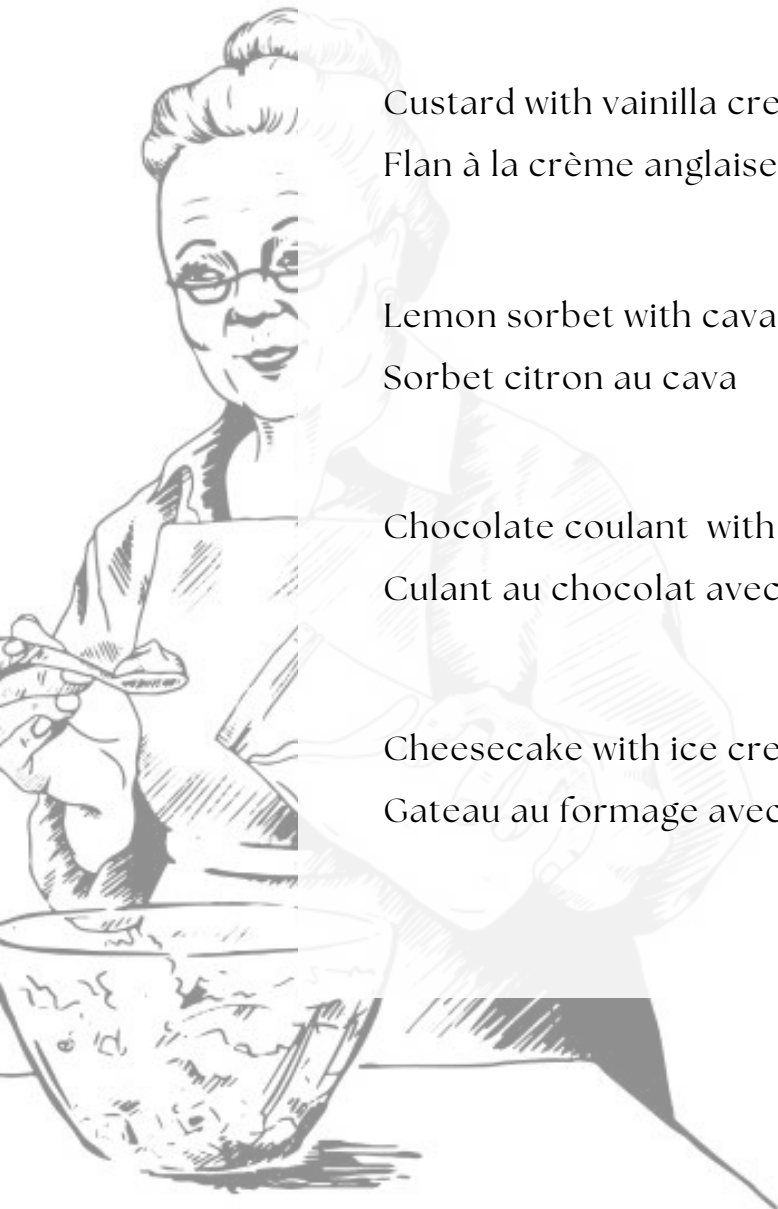 Custard with vainilla cre
Flan à la crème anglaise
Lemon sorbet with cava
Sorbet citron au cava
Chocolate coulant with
Culant au chocolat avec
Cheesecake with ice cre
Gateau au formage avec